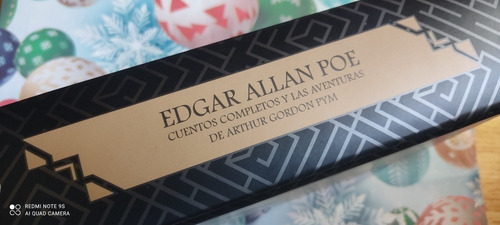 EDGAR ALLAN POE
CUENTOS COMPLETOS Y LAS AVENTURAS
DE ARTHUR GORDON PYM
REDMI NOTE 9S
AI QUAD CAMERA